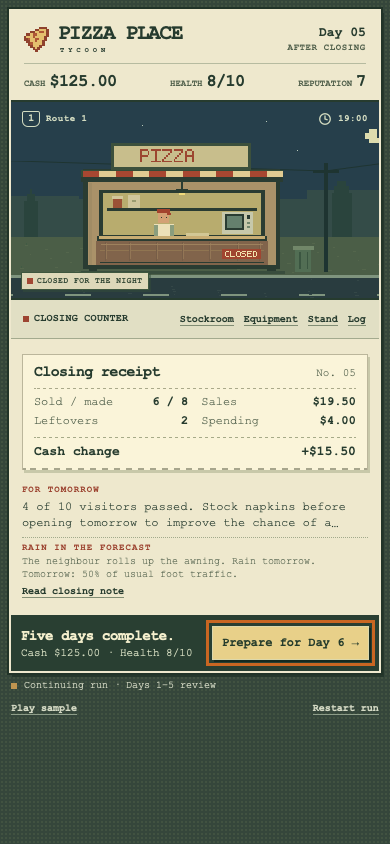 PIZZA PLACE
TYCOON
Day 05
AFTER CLOSING
CASH $125.00 HEALTH 8/10 REPUTATION 7
1 Route 1 19:00
PIZZA
CLOSED
CLOSED FOR THE NIGHT
CLOSING COUNTER Stockroom Equipment Stand Log
Closing receipt No. 05
Sold / made 6 / 8 Sales $19.50
Leftovers 2 Spending $4.00
Cash change +$15.50
FOR TOMORROW
4 of 10 visitors passed. Stock napkins before
opening tomorrow to improve the chance of a…
RAIN IN THE FORECAST
The neighbour rolls up the awning. Rain tomorrow.
Tomorrow: 50% of usual foot traffic.
Read closing note
Five days complete.
Cash $125.00 · Health 8/10
Prepare for Day 6 →
Continuing run · Days 1–5 review
Play sample Restart run